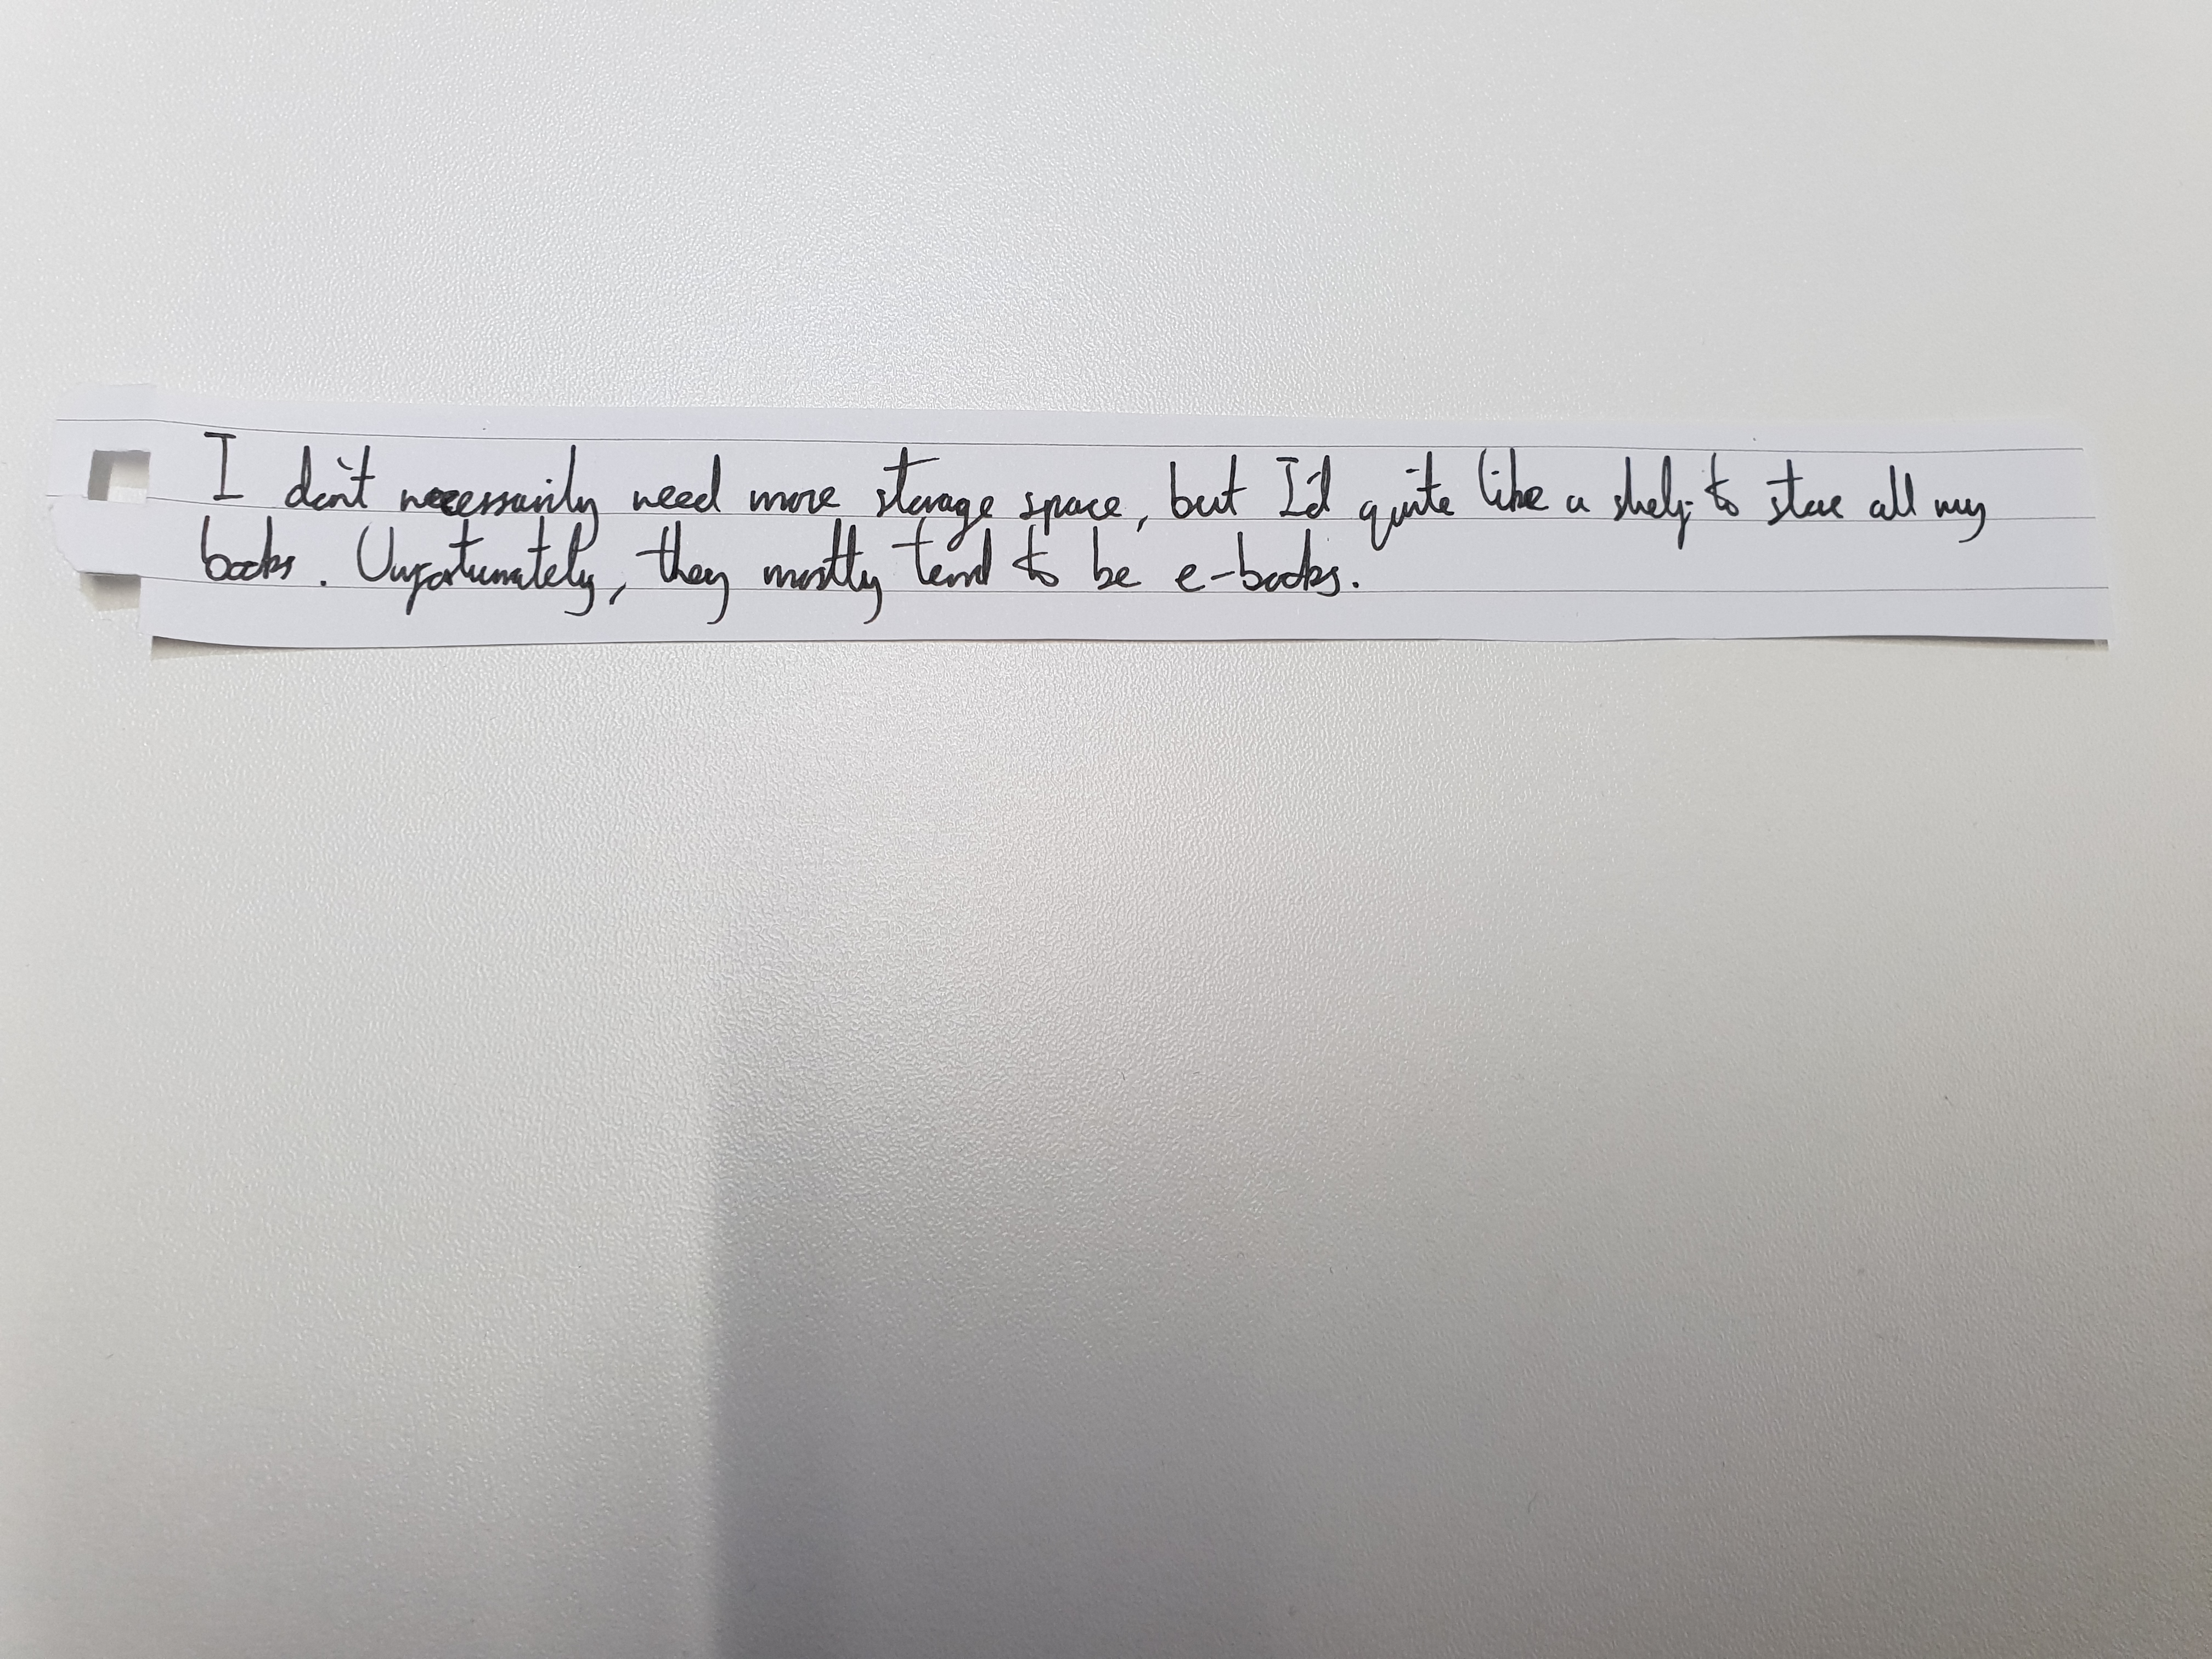 I don't necessarily need more storage space, but I'd quite like a shelf to store all my
books. Unfortunately, they mostly tend to be e-books.